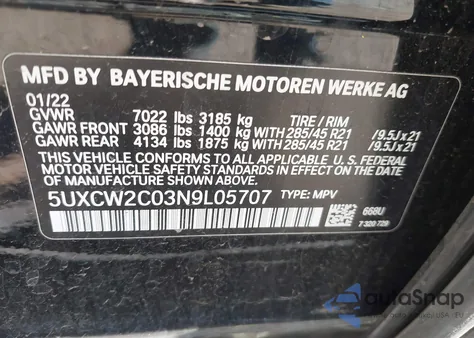 MFD BY BAYERISCHE MOTOREN WERKE AG
01/22
GVWR 7022 lbs 3185 kg TIRE / RIM
GAWR FRONT 3086 lbs 1400 kg WITH 285/45 R21 /9.5J x 21
GAWR REAR 4134 lbs 1875 kg WITH 285/45 R21 /9.5J x 21
THIS VEHICLE CONFORMS TO ALL APPLICABLE U. S. FEDERAL
MOTOR VEHICLE SAFETY STANDARDS IN EFFECT ON THE DATE
OF MANUFACTURE SHOWN ABOVE.
5UXCW2C03N9L05707 TYPE: MPV
668U
7 320 729
autoSnap